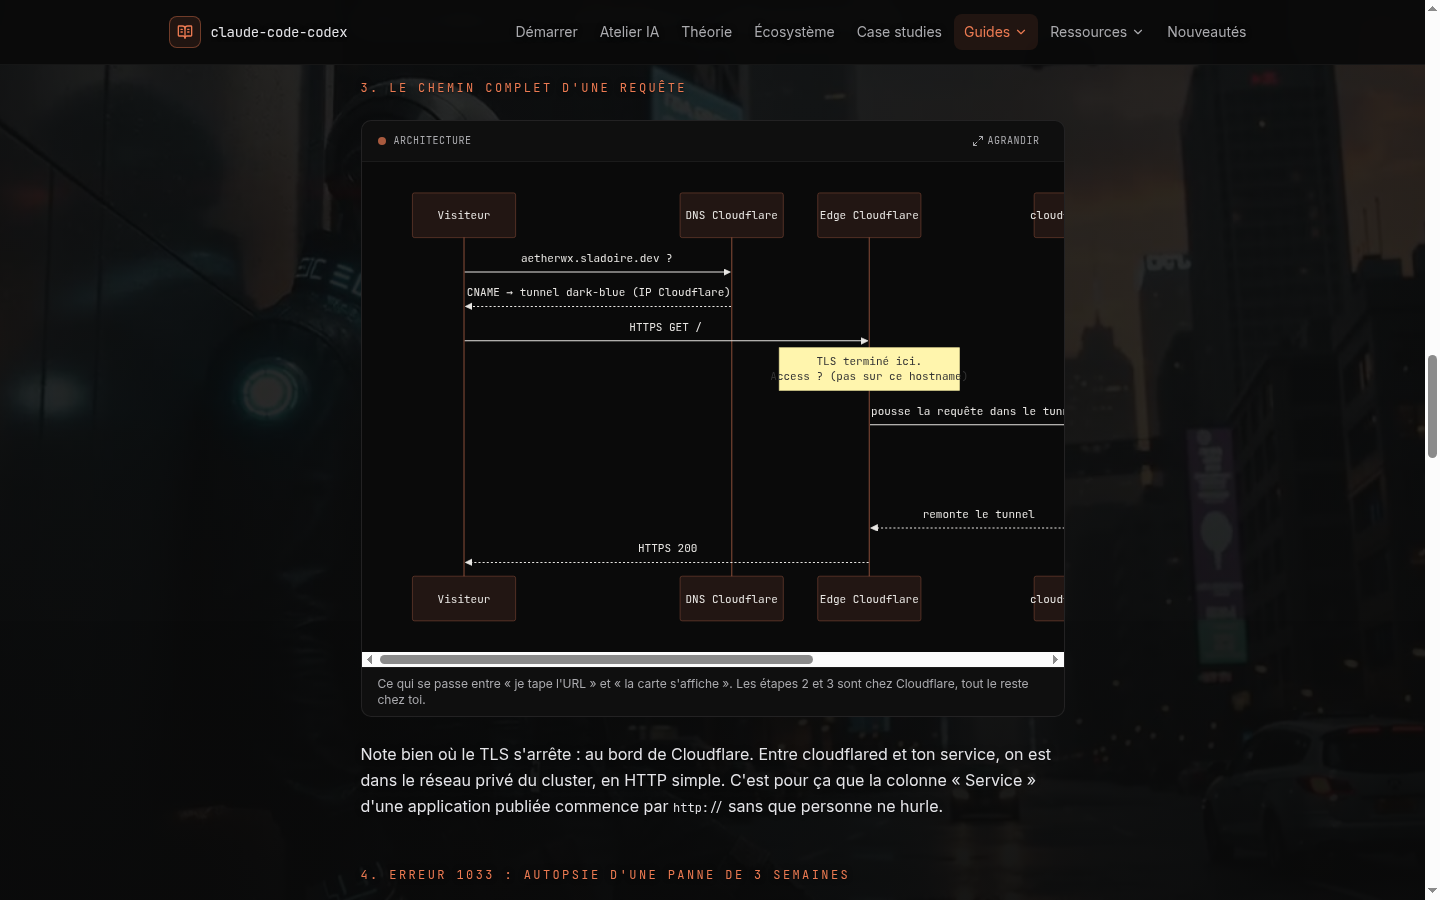 claude-code-codex
Démarrer
Atelier IA
Théorie
Écosystème
Case studies
Guides
Ressources
Nouveautés
3. LE CHEMIN COMPLET D'UNE REQUÊTE
ARCHITECTURE
AGRANDIR
Visiteur
DNS Cloudflare
Edge Cloudflare
aetherwx.sladoire.dev ?
CNAME → tunnel dark-blue (IP Cloudflare)
HTTPS GET /
TLS terminé ici.
Access ? (pas sur ce hostname)
pousse la requête dans le
remonte le tunnel
HTTPS 200
Visiteur
DNS Cloudflare
Edge Cloudflare
Ce qui se passe entre « je tape l'URL » et « la carte s'affiche ». Les étapes 2 et 3 sont chez Cloudflare, tout le reste
chez toi.
Note bien où le TLS s'arrête : au bord de Cloudflare. Entre cloudflared et ton service, on est
dans le réseau privé du cluster, en HTTP simple. C'est pour ça que la colonne « Service »
d'une application publiée commence par http:// sans que personne ne hurle.
4. ERREUR 1033 : AUTOPSIE D'UNE PANNE DE 3 SEMAINES